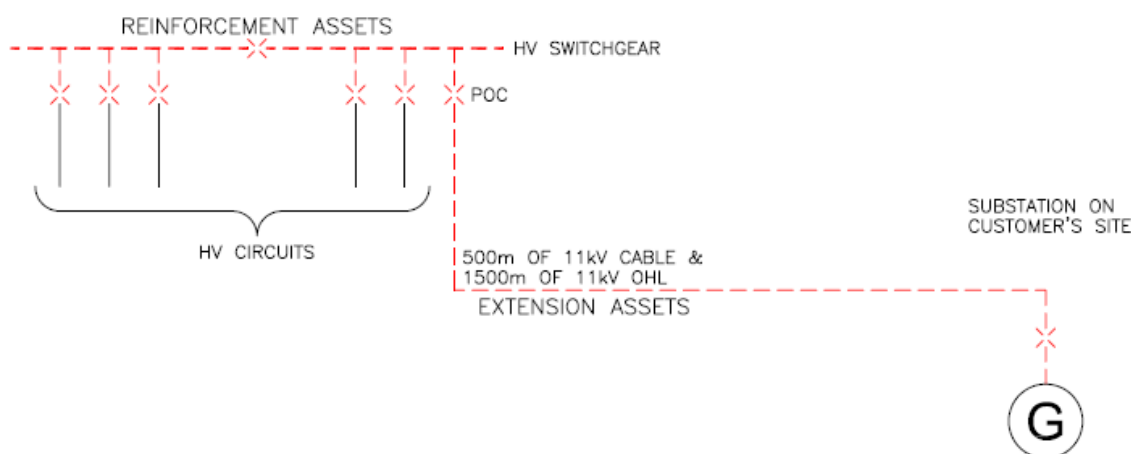 REINFORCEMENT ASSETS
HV SWITCHGEAR
POC
HV CIRCUITS
SUBSTATION ON
CUSTOMER'S SITE
500m OF 11kV CABLE &
1500m OF 11kV OHL
EXTENSION ASSETS
G